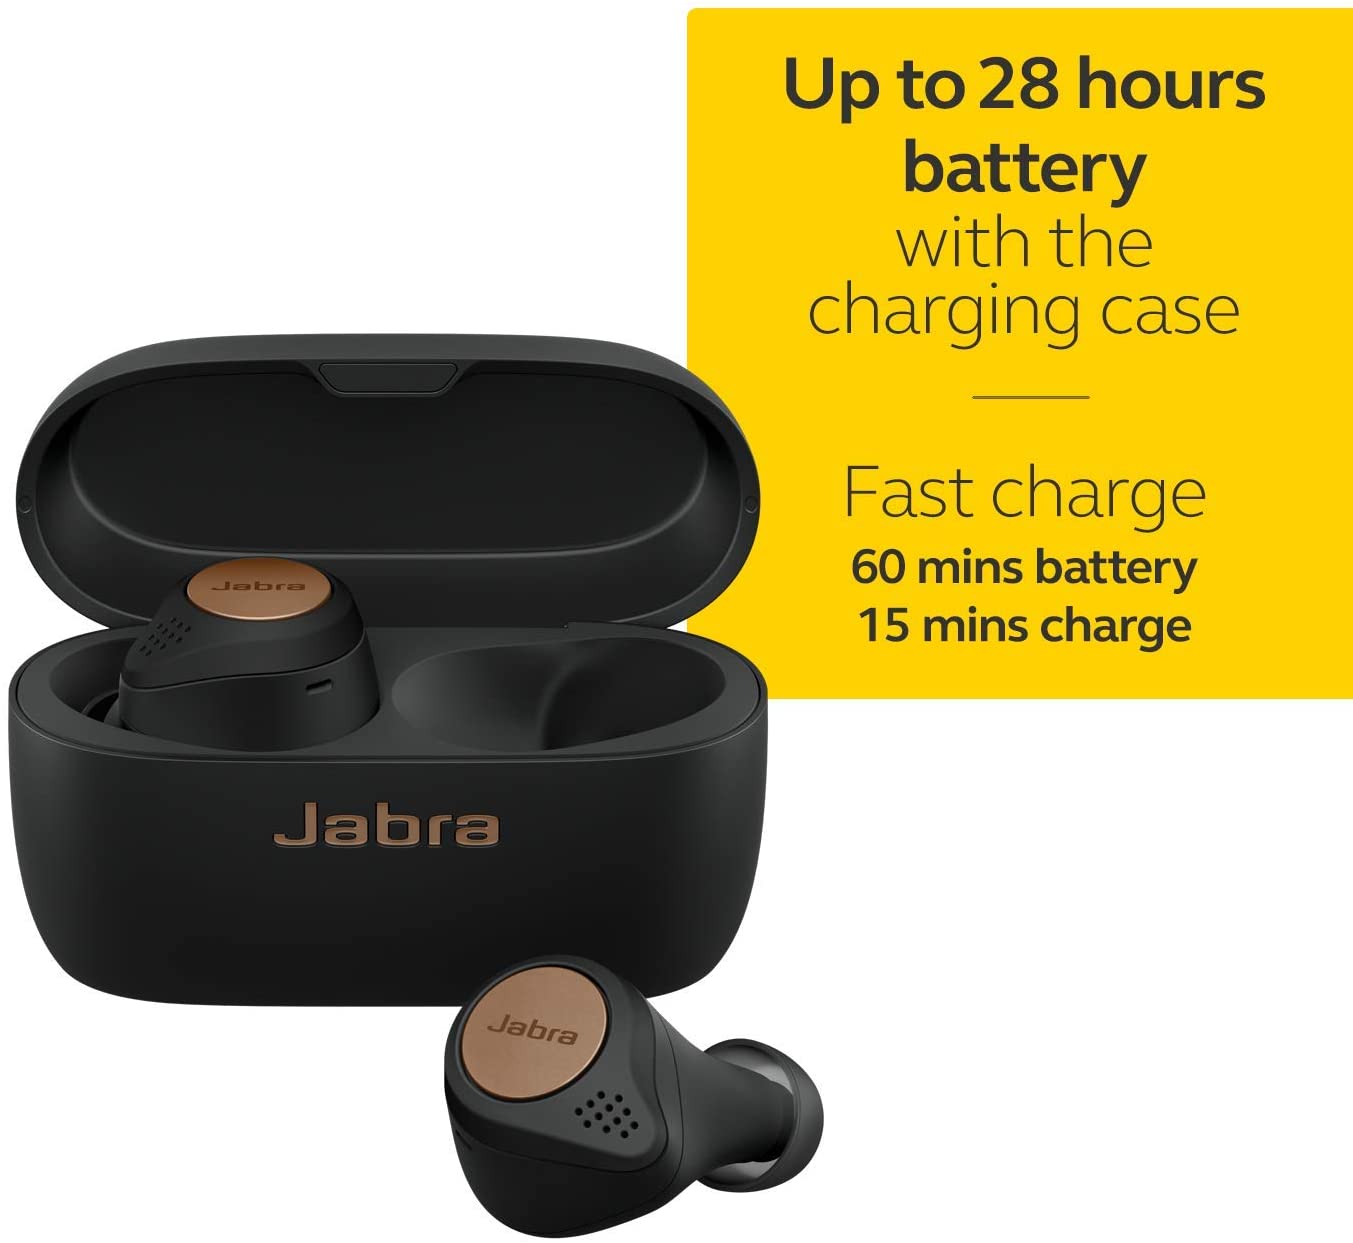 Up to 28 hours
battery
with the
charging case
Fast charge
60 mins battery
15 mins charge
Jabra
Jabra
Jabra